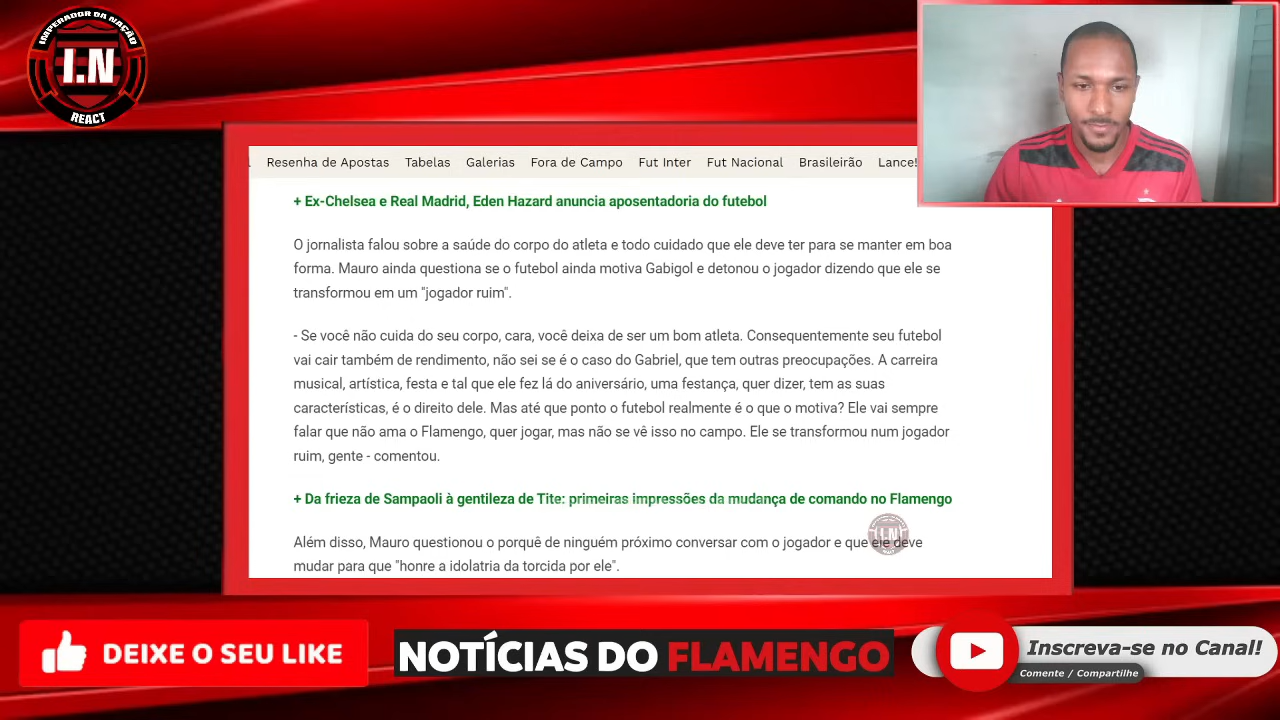 IMPERADOR DA NAÇÃO
I.N
REACT
Resenha de Apostas Tabelas Galerias Fora de Campo Fut Inter Fut Nacional Brasileirão Lance!
+ Ex-Chelsea e Real Madrid, Eden Hazard anuncia aposentadoria do futebol
O jornalista falou sobre a saúde do corpo do atleta e todo cuidado que ele deve ter para se manter em boa
forma. Mauro ainda questiona se o futebol ainda motiva Gabigol e detonou o jogador dizendo que ele se
transformou em um "jogador ruim".
- Se você não cuida do seu corpo, cara, você deixa de ser um bom atleta. Consequentemente seu futebol
vai cair também de rendimento, não sei se é o caso do Gabriel, que tem outras preocupações. A carreira
musical, artística, festa e tal que ele fez lá do aniversário, uma festança, quer dizer, tem as suas
características, é o direito dele. Mas até que ponto o futebol realmente é o que o motiva? Ele vai sempre
falar que não ama o Flamengo, quer jogar, mas não se vê isso no campo. Ele se transformou num jogador
ruim, gente - comentou.
+ Da frieza de Sampaoli à gentileza de Tite: primeiras impressões da mudança de comando no Flamengo
Além disso, Mauro questionou o porquê de ninguém próximo conversar com o jogador e que ele deve
mudar para que "honre a idolatria da torcida por ele".
I.N
DEIXE O SEU LIKE
NOTÍCIAS DO FLAMENGO
Inscreva-se no Canal!
Comente / Compartilhe